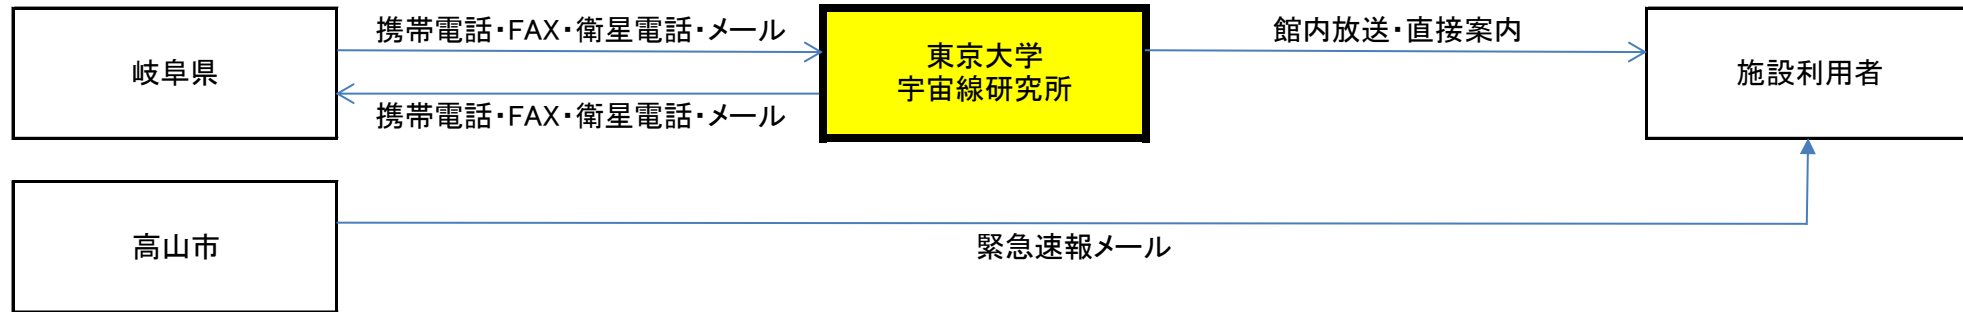 携帯電話・FAX・衛星電話・メール
館内放送・直接案内
岐阜県
東京大学
宇宙線研究所
施設利用者
携帯電話・FAX・衛星電話・メール
高山市
緊急速報メール